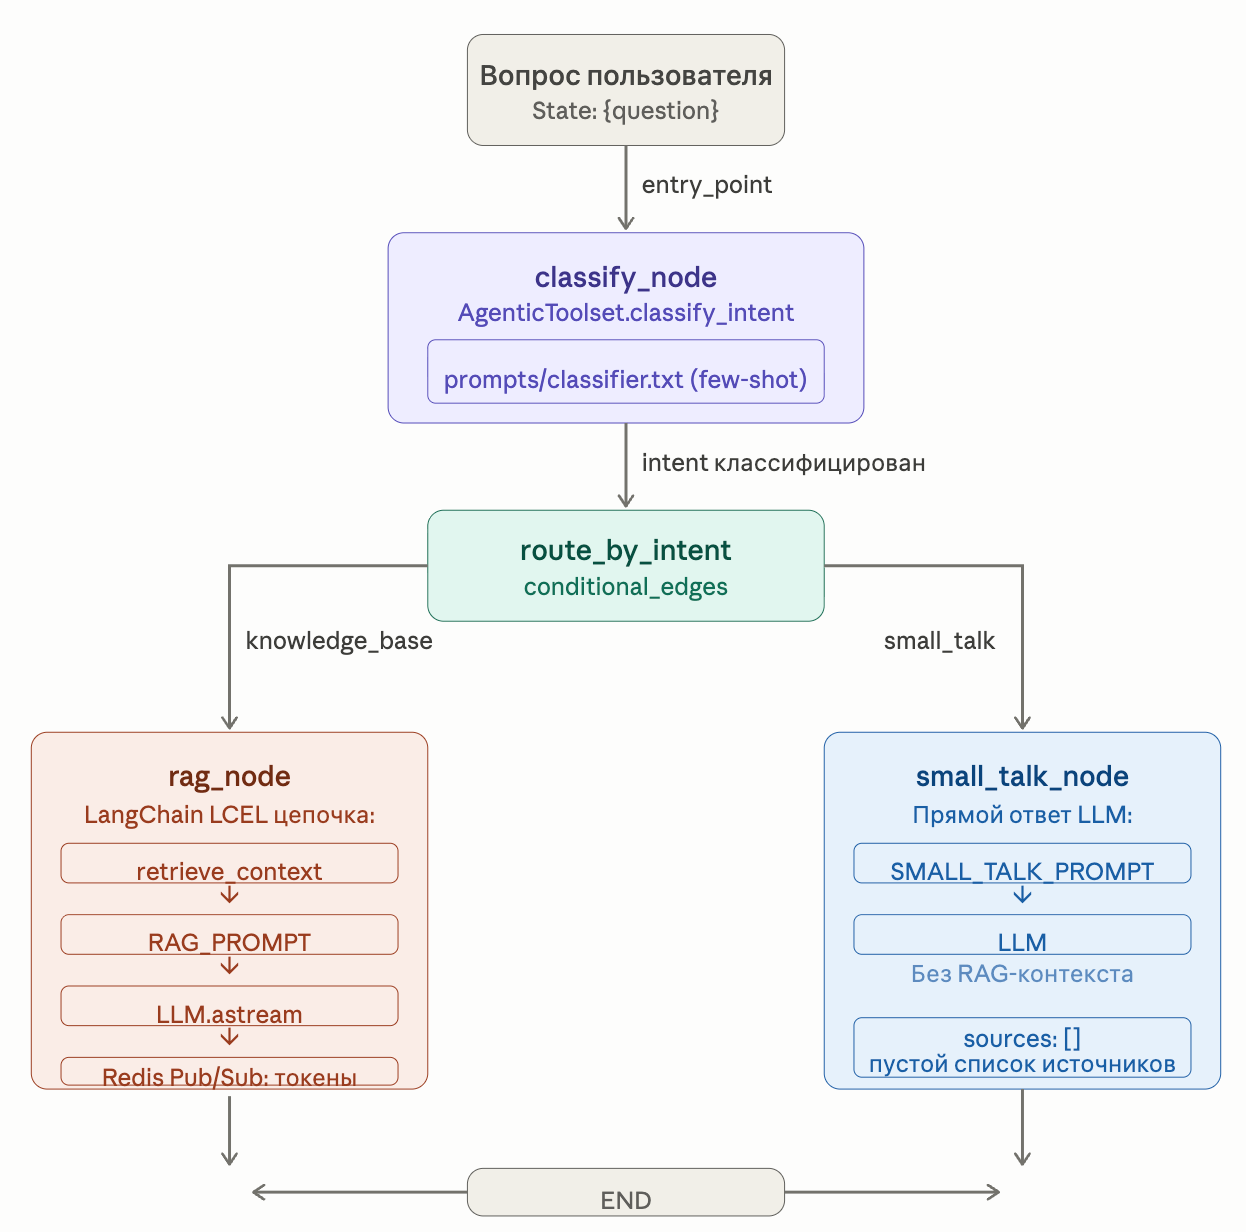 Вопрос пользователя
State: {question}
entry_point
classify_node
AgenticToolset.classify_intent
prompts/classifier.txt (few-shot)
intent классифицирован
route_by_intent
conditional_edges
knowledge_base
small_talk
rag_node
LangChain LCEL цепочка:
retrieve_context
RAG_PROMPT
LLM.astream
Redis Pub/Sub: токены
small_talk_node
Прямой ответ LLM:
SMALL_TALK_PROMPT
LLM
Без RAG-контекста
sources: []
пустой список источников
END